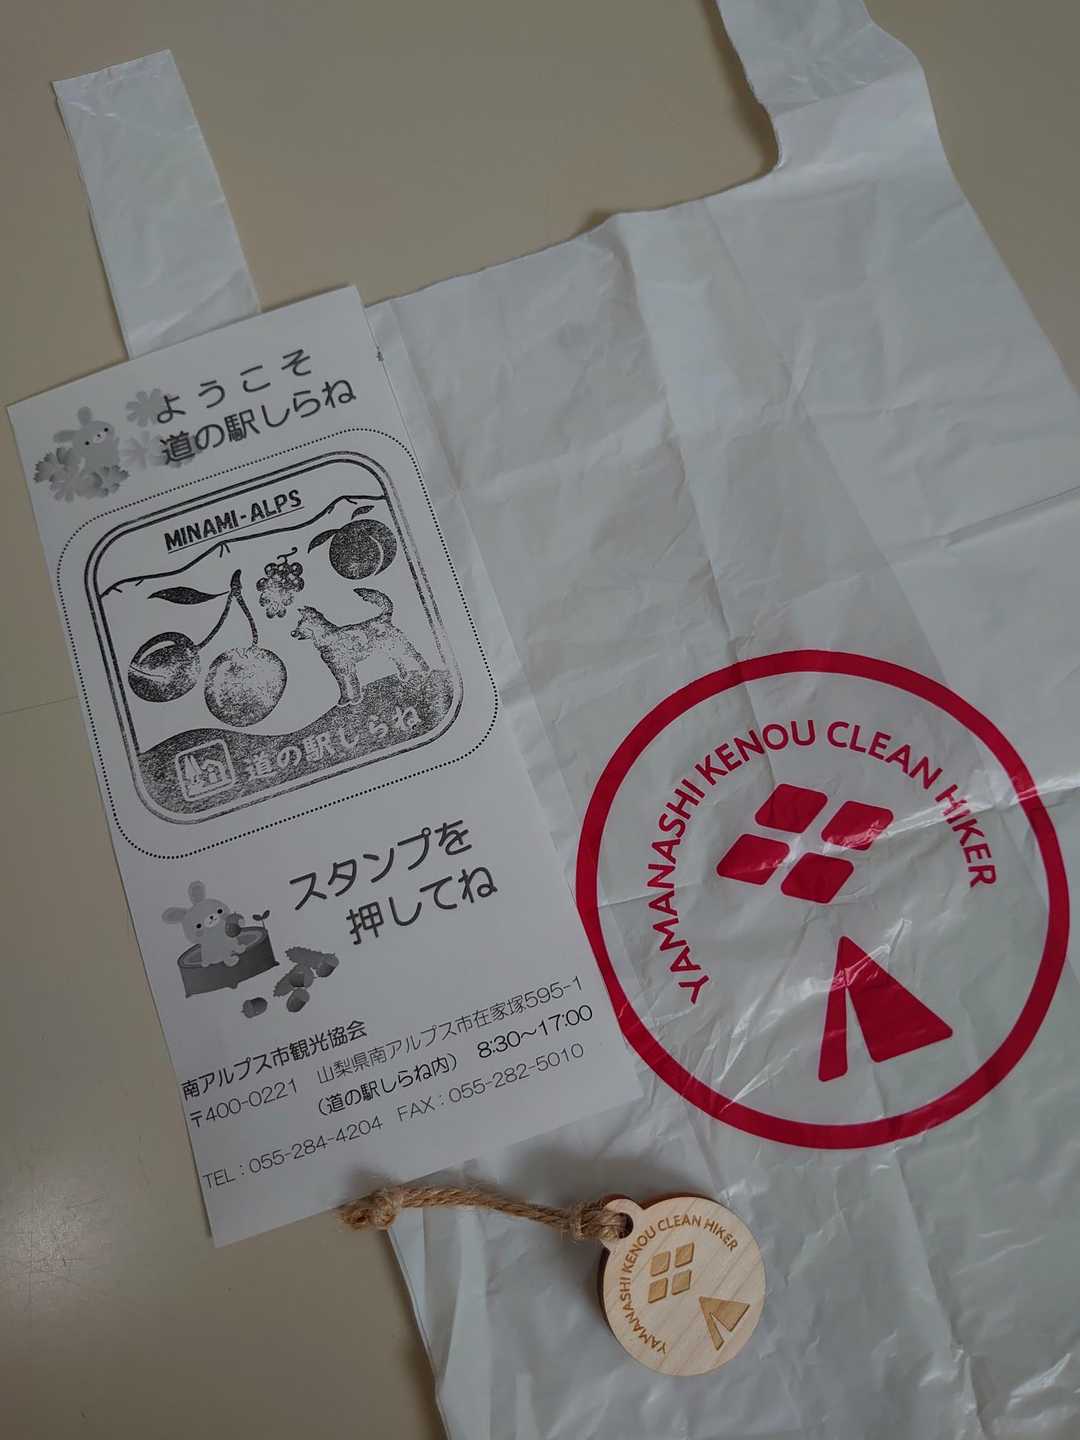 ようこそ
道の駅しらね
MINAMI-ALPS
道の駅しらね
スタンプを
押してね
南アルプス市観光協会
〒400-0221 山梨県南アルプス市在家塚595-1
（道の駅しらね内） 8:30～17:00
TEL：055-284-4204 FAX：055-282-5010
YAMANASHI KENOU CLEAN HIKER
YAMANASHI KENOU CLEAN HIKER